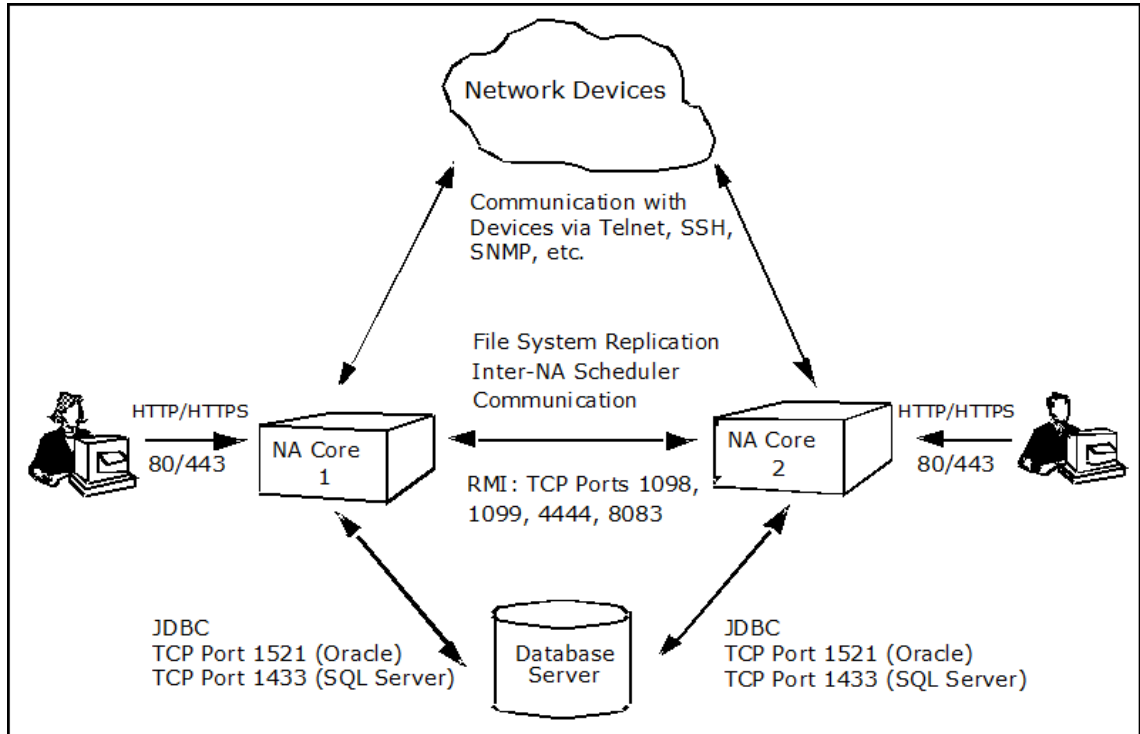 Network Devices
Communication with
Devices via Telnet, SSH,
SNMP, etc.
File System Replication
Inter-NA Scheduler
Communication
HTTP/HTTPS
80/443
NA Core
1
RMI: TCP Ports 1098,
1099, 4444, 8083
NA Core
2
HTTP/HTTPS
80/443
JDBC
TCP Port 1521 (Oracle)
TCP Port 1433 (SQL Server)
Database
Server
JDBC
TCP Port 1521 (Oracle)
TCP Port 1433 (SQL Server)